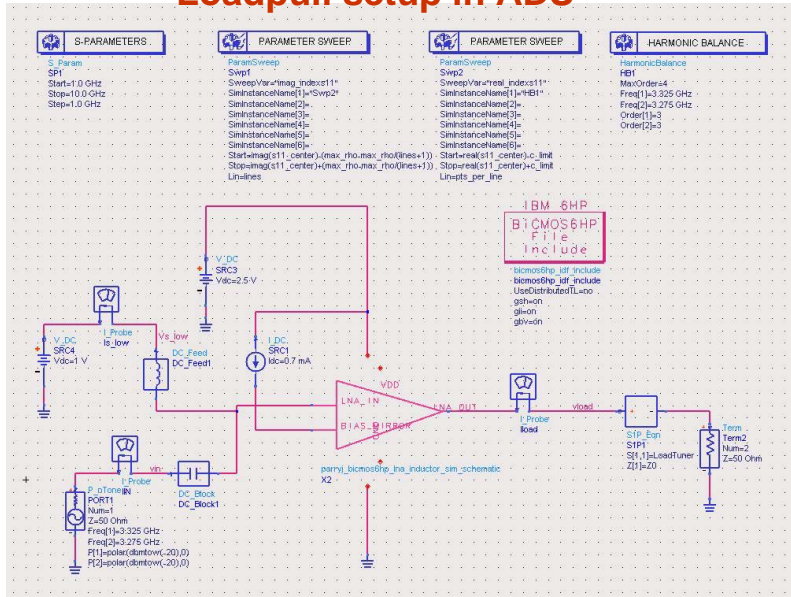 Loadpull setup in ADS
S-PARAMETERS
S_Param
SP1
Start=1.0 GHz
Stop=10.0 GHz
Step=1.0 GHz
PARAMETER SWEEP
ParamSweep
Swp1
SweepVar="imag_indexs11"
SimInstanceName[1]="Swp2"
SimInstanceName[2]=
SimInstanceName[3]=
SimInstanceName[4]=
SimInstanceName[5]=
SimInstanceName[6]=
Start=imag(s11_center)-(max_rho-max_rho/(lines+1))
Stop=imag(s11_center)+(max_rho-max_rho/(lines+1))
Lin=lines
PARAMETER SWEEP
ParamSweep
Swp2
SweepVar="real_indexs11"
SimInstanceName[1]="HB1"
SimInstanceName[2]=
SimInstanceName[3]=
SimInstanceName[4]=
SimInstanceName[5]=
SimInstanceName[6]=
Start=real(s11_center)-c_limit
Stop=real(s11_center)+c_limit
Lin=pts_per_line
HARMONIC BALANCE
HarmonicBalance
HB1
MaxOrder=4
Freq[1]=3.325 GHz
Freq[2]=3.275 GHz
Order[1]=3
Order[2]=3
IBM 6HP
BiCMOS6HP
File
Include
bicmos6hp_idf_include
bicmos6hp_idf_include
UseDistributedTL=no
gsh=on
gli=on
gbv=on
V_DC
SRC3
Vdc=2.5 V
I_Probe
Is_low
Vs_low
V_DC
SRC4
Vdc=1 V
DC_Feed
DC_Feed1
I_DC
SRC1
Idc=0.7 mA
VDD
LNA_IN
BIAS_MIRROR
GND
LNA_OUT
parryj_bicmos6hp_lna_inductor_sim_schematic
X2
I_Probe
Iload
vload
S1P_Eqn
S1P1
S[1,1]=LoadTuner
Z[1]=Z0
Term
Term2
Num=2
Z=50 Ohm
I_Probe
IIN
vin
DC_Block
DC_Block1
P_nTone
PORT1
Num=1
Z=50 Ohm
Freq[1]=3.325 GHz
Freq[2]=3.275 GHz
P[1]=polar(dbmtow(-20),0)
P[2]=polar(dbmtow(-20),0)